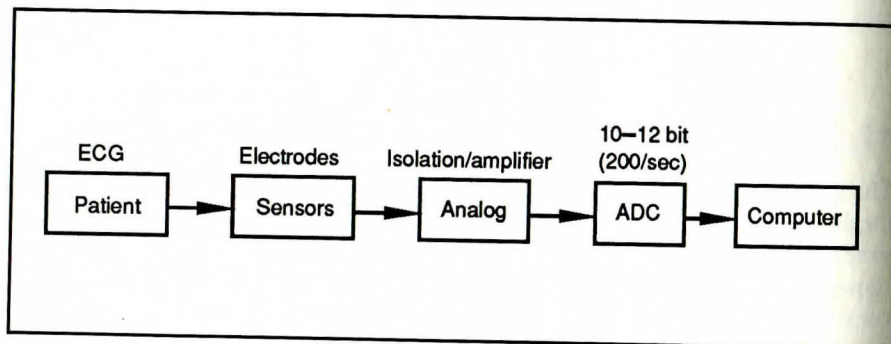 ECG
Patient
Electrodes
Sensors
Isolation/amplifier
Analog
10–12 bit
(200/sec)
ADC
Computer